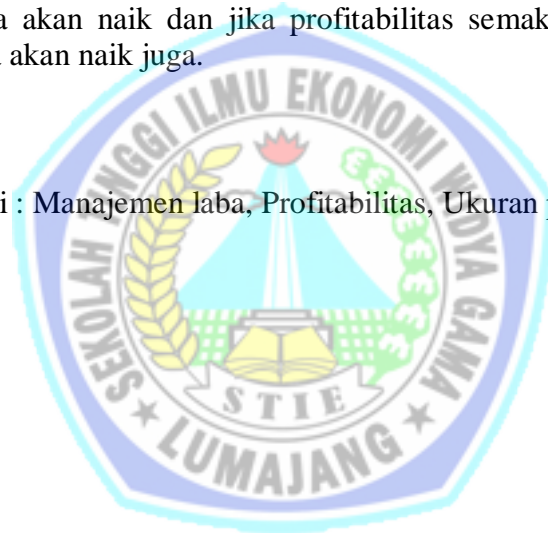 a akan naik dan jika profitabilitas semak
akan naik juga.
i : Manajemen laba, Profitabilitas, Ukuran
SEKOLAH TINGGI ILMU EKONOMI WIDYA GAMA
STIE
LUMAJANG